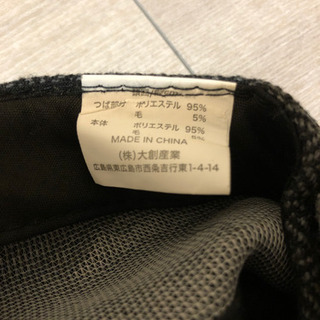 つば部分 ポリエステル 95%
毛 5%
本体 ポリエステル 95%
毛
MADE IN CHINA
(株)大創産業
広島県東広島市西条吉行東1-4-14